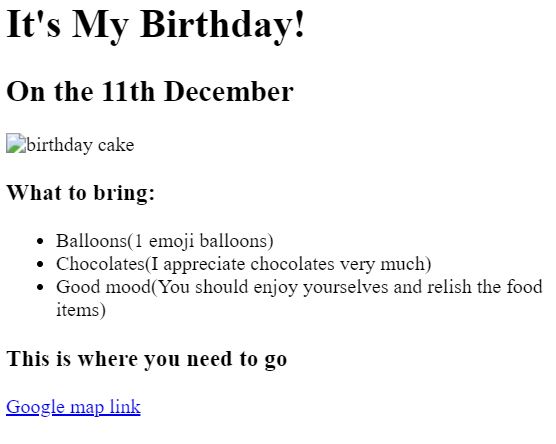 It's My Birthday!
On the 11th December
birthday cake
What to bring:
Balloons(1 emoji balloons)
Chocolates(I appreciate chocolates very much)
Good mood(You should enjoy yourselves and relish the food
items)
This is where you need to go
Google map link